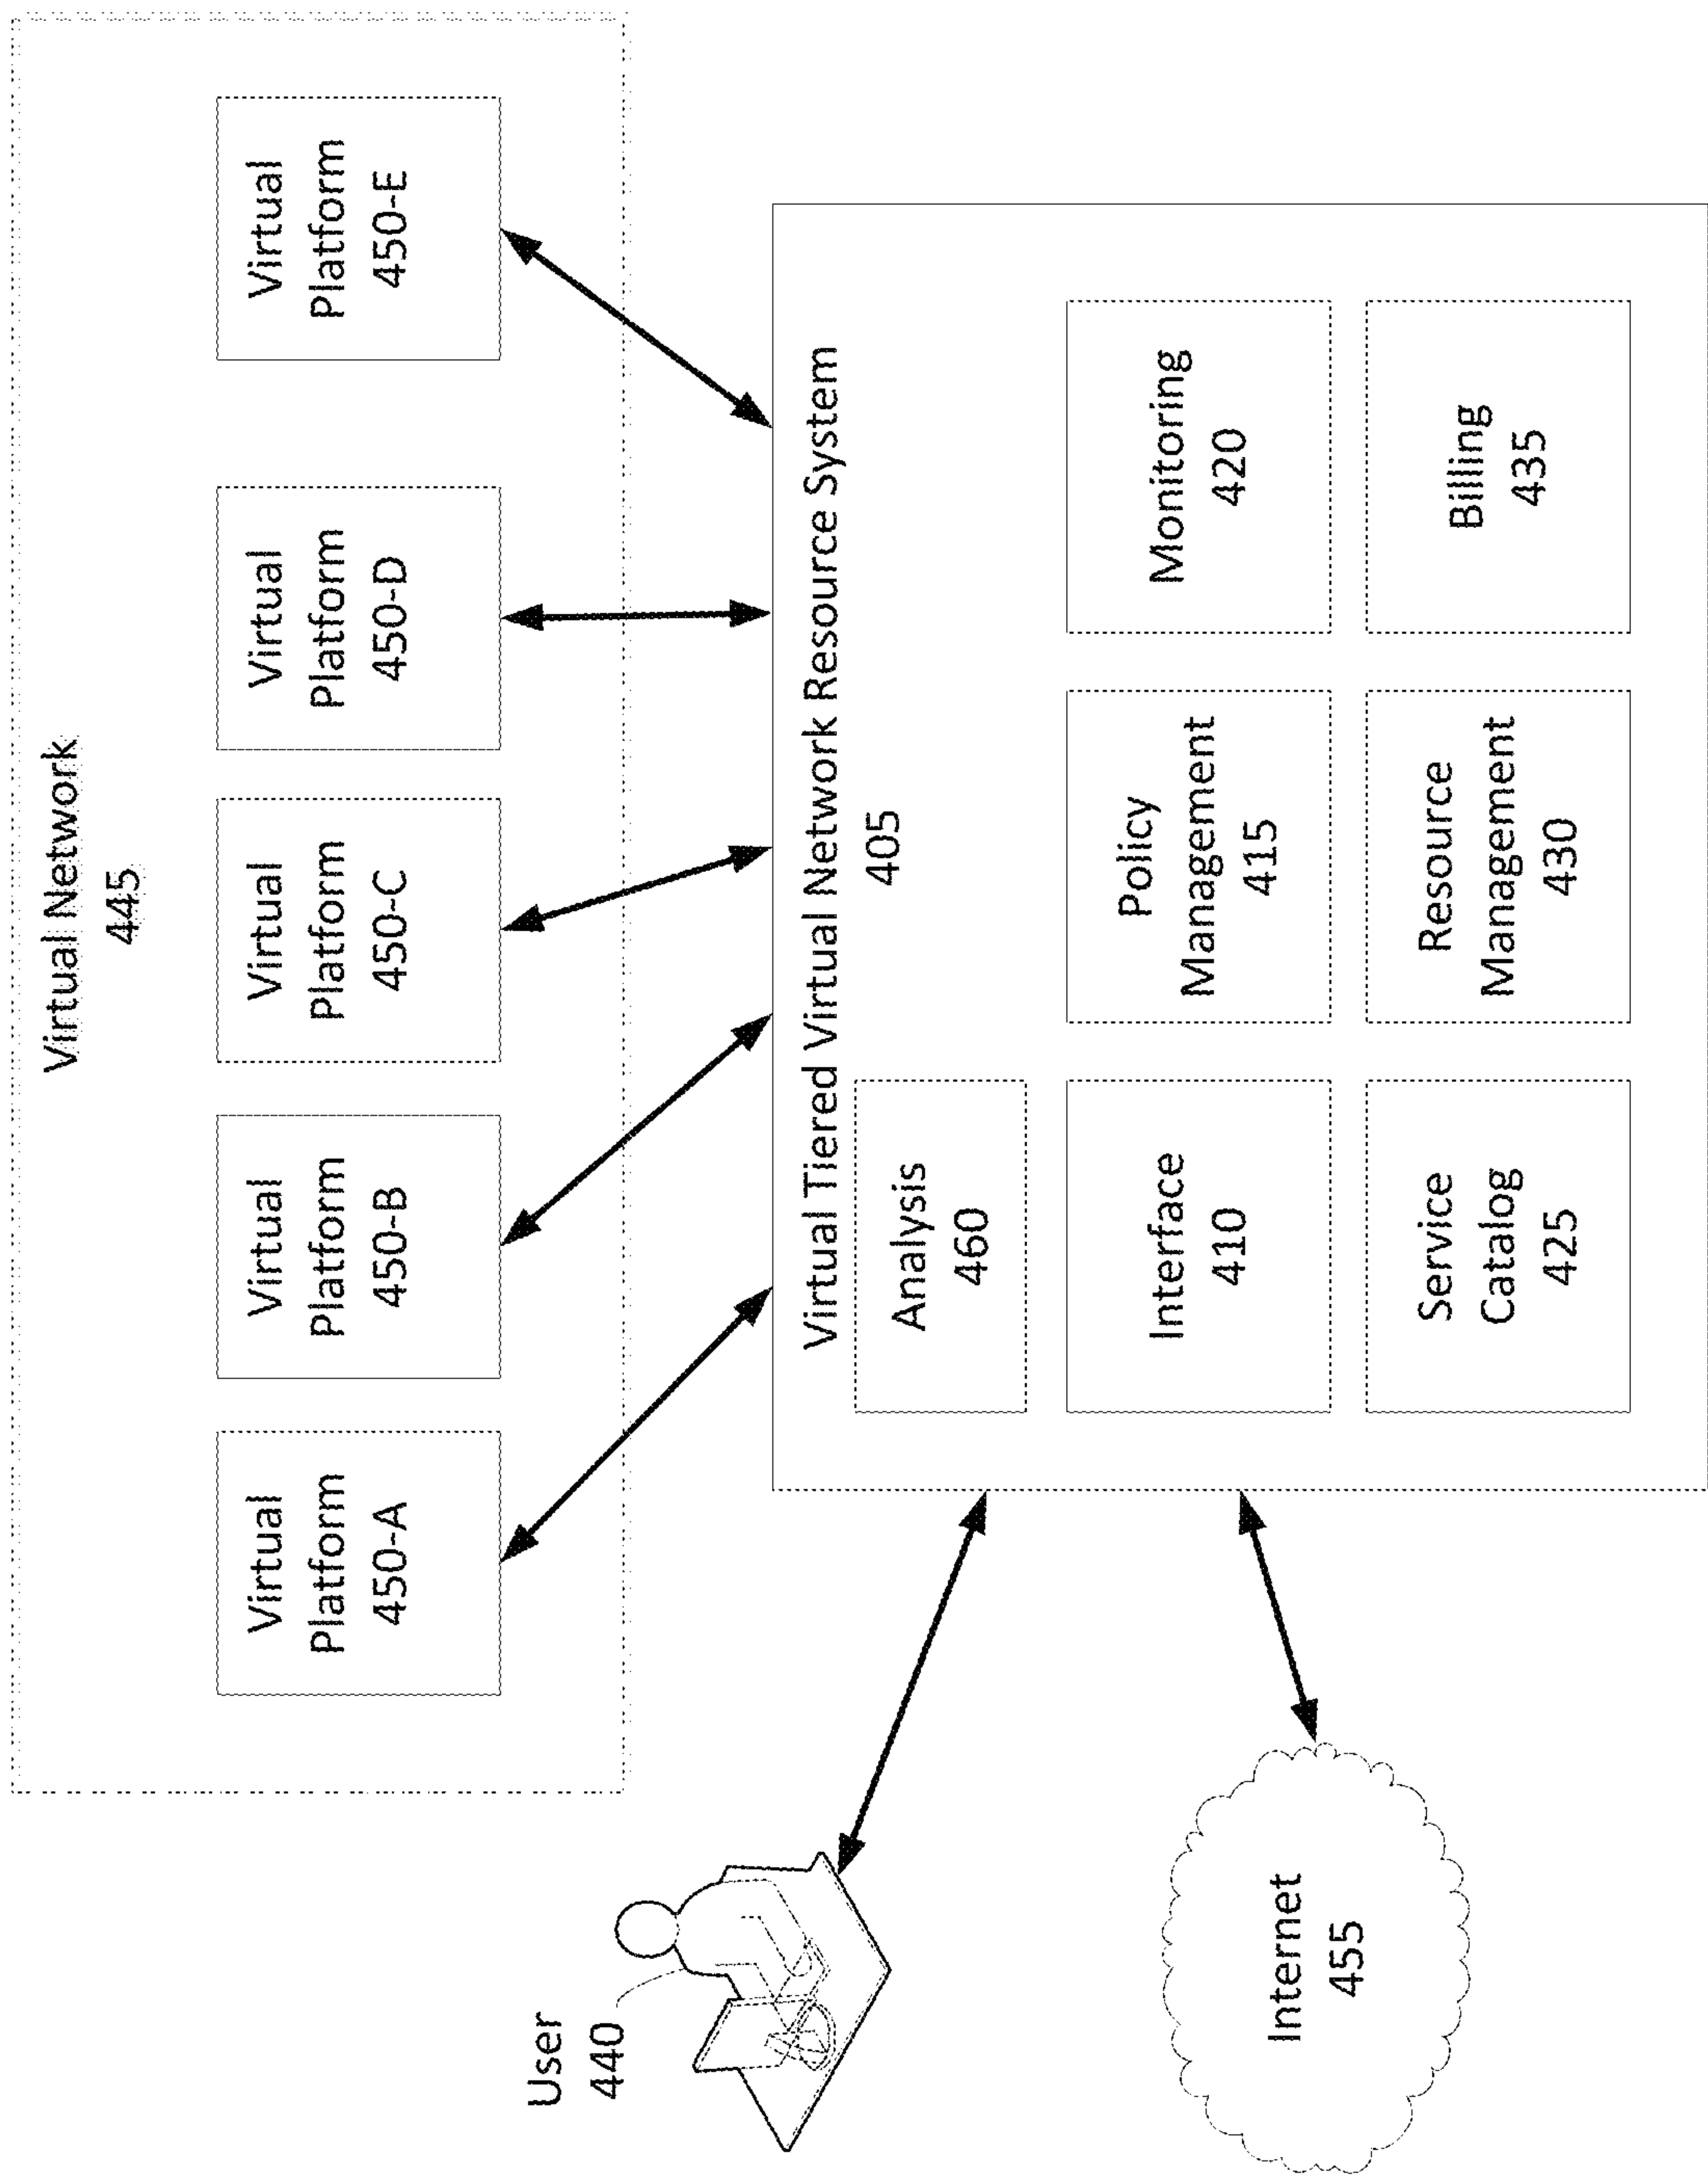 Virtual Network
445
Virtual
Platform
450-A
Virtual
Platform
450-B
Virtual
Platform
450-C
Virtual
Platform
450-D
Virtual
Platform
450-E
User
440
Virtual Tiered Virtual Network Resource System
405
Analysis
460
Interface
410
Policy
Management
415
Monitoring
420
Service
Catalog
425
Resource
Management
430
Billing
435
Internet
455